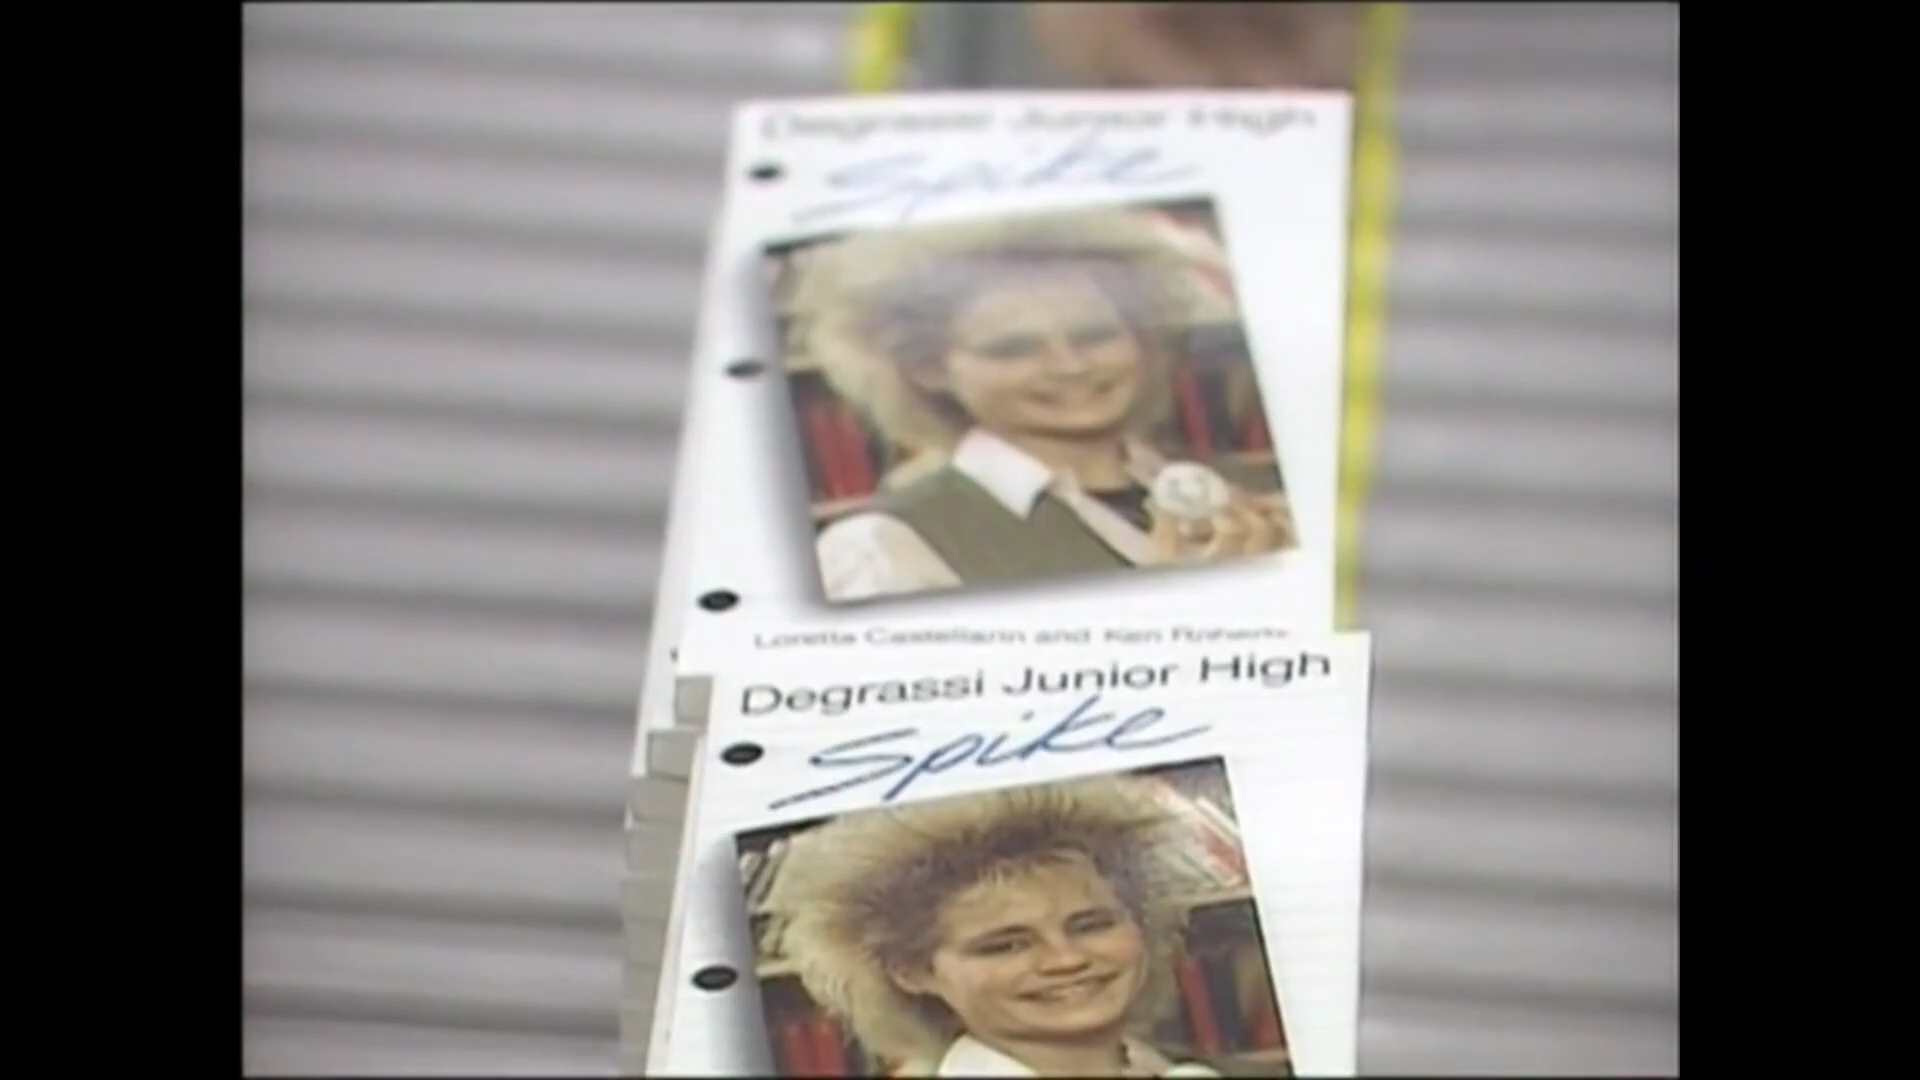 Degrassi Junior High
Spike
Loretta Castellarin and Ken Roberts
Degrassi Junior High
Spike